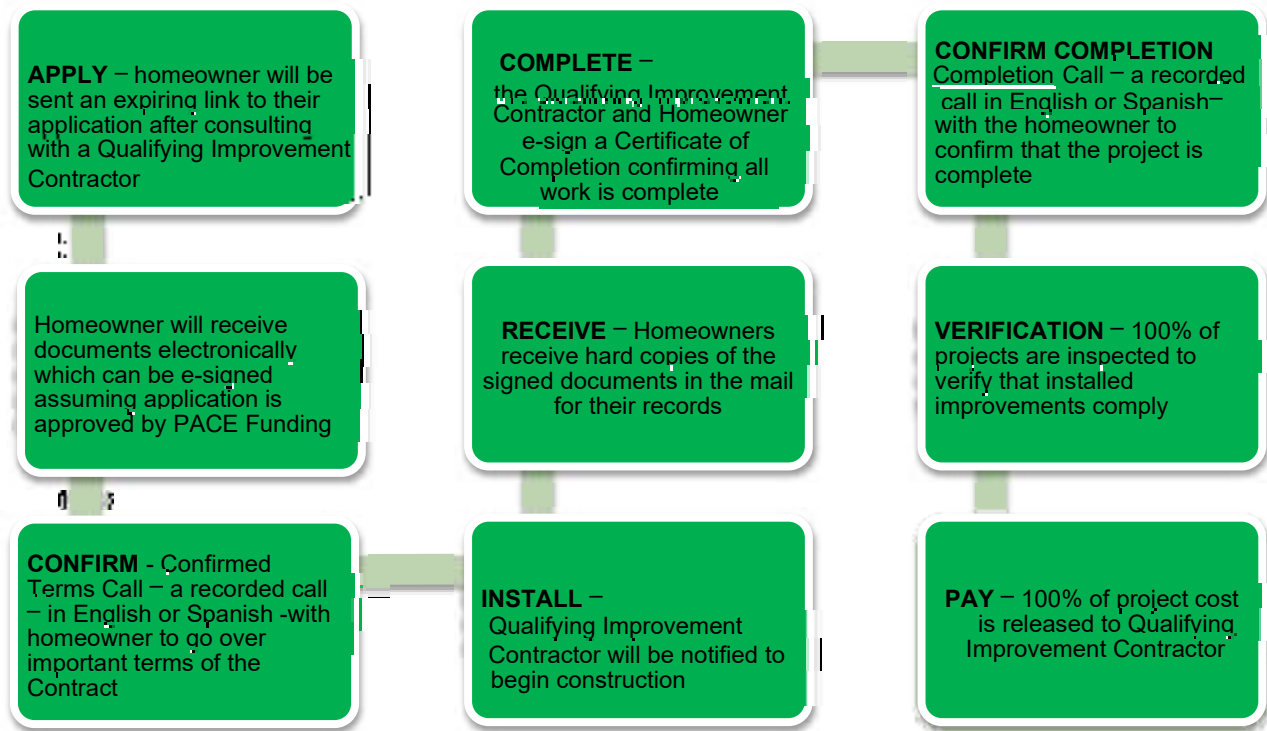 APPLY – homeowner will be
sent an expiring link to their
application after consulting
with a Qualifying Improvement
Contractor
Homeowner will receive
documents electronically
which can be e-signed
assuming application is
approved by PACE Funding
CONFIRM - Confirmed
Terms Call – a recorded call
– in English or Spanish -with
homeowner to go over
important terms of the
Contract
INSTALL –
Qualifying Improvement
Contractor will be notified to
begin construction
RECEIVE – Homeowners
receive hard copies of the
signed documents in the mail
for their records
COMPLETE –
the Qualifying Improvement
Contractor and Homeowner
e-sign a Certificate of
Completion confirming all
work is complete
CONFIRM COMPLETION
Completion Call – a recorded
call in English or Spanish–
with the homeowner to
confirm that the project is
complete
VERIFICATION – 100% of
projects are inspected to
verify that installed
improvements comply
PAY – 100% of project cost
is released to Qualifying
Improvement Contractor